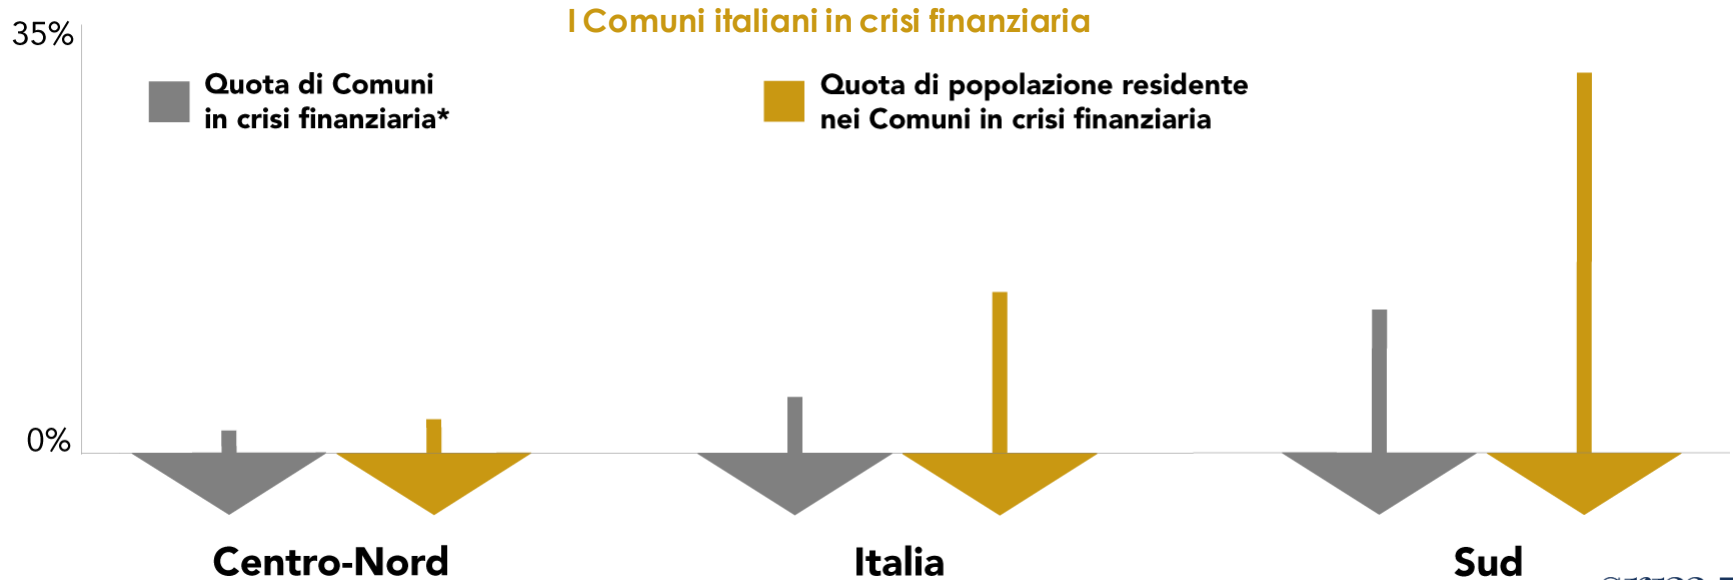 I Comuni italiani in crisi finanziaria
35%
Quota di Comuni
in crisi finanziaria*
Quota di popolazione residente
nei Comuni in crisi finanziaria
0%
Centro-Nord
Italia
Sud